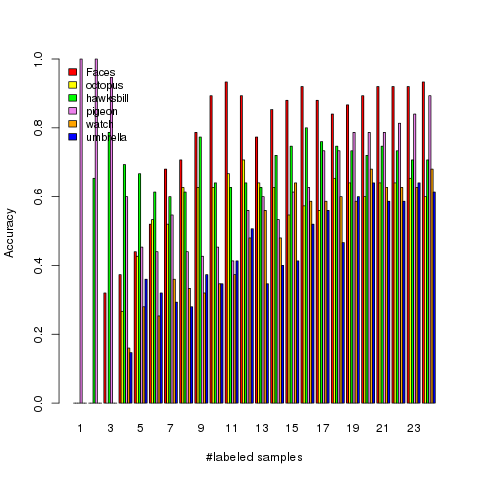 1.0
0.8
0.6
0.4
0.2
0.0
Accuracy
Faces
octopus
hawksbill
pigeon
watch
umbrella
1 3 5 7 9 11 13 15 17 19 21 23
#labeled samples